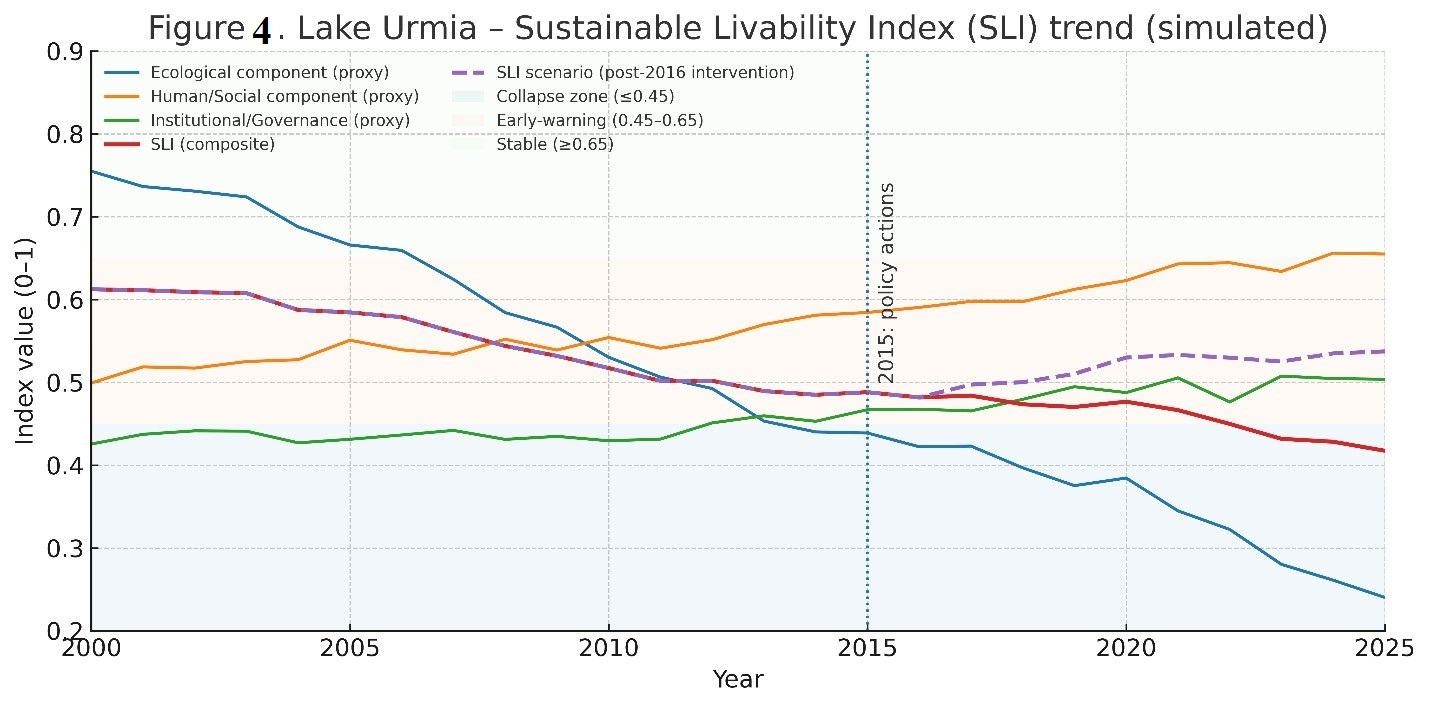 Figure 4. Lake Urmia – Sustainable Livability Index (SLI) trend (simulated)
Ecological component (proxy)
Human/Social component (proxy)
Institutional/Governance (proxy)
SLI (composite)
SLI scenario (post-2016 intervention)
Collapse zone (≤0.45)
Early-warning (0.45–0.65)
Stable (≥0.65)
Index value (0–1)
0.9
0.8
0.7
0.6
0.5
0.4
0.3
0.2
2015: policy actions
2000 2005 2010 2015 2020 2025
Year